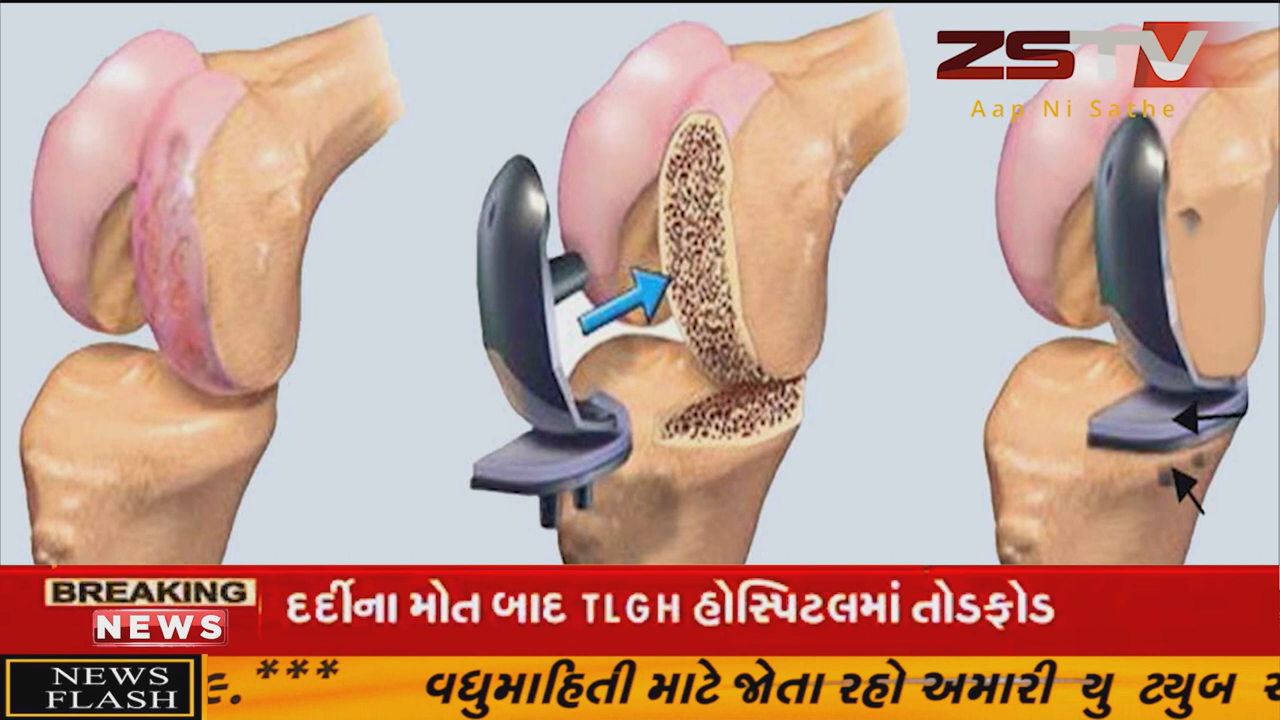 ZSTV
Aap Ni Sathe
BREAKING
NEWS
દર્દીના મોત બાદ TLGH હોસ્પિટલમાં તોડફોડ
NEWS
FLASH
***
વધુમાહિતી માટે જોતા રહો અમારી યુ ટ્યુબ